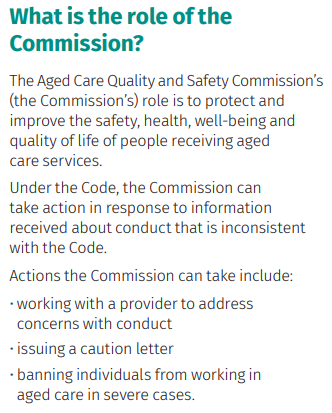 What is the role of the
Commission?
The Aged Care Quality and Safety Commission's
(the Commission's) role is to protect and
improve the safety, health, well-being and
quality of life of people receiving aged
care services.
Under the Code, the Commission can
take action in response to information
received about conduct that is inconsistent
with the Code.
Actions the Commission can take include:
· working with a provider to address
concerns with conduct
· issuing a caution letter
· banning individuals from working in
aged care in severe cases.